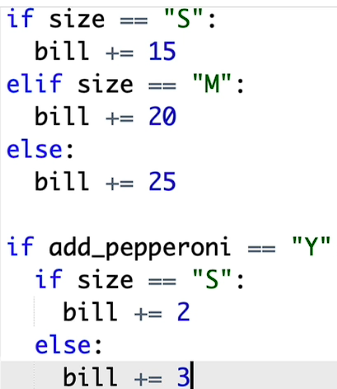 if size == "S":
  bill += 15
elif size == "M":
  bill += 20
else:
  bill += 25

if add_pepperoni == "Y"
  if size == "S":
    bill += 2
  else:
    bill += 3